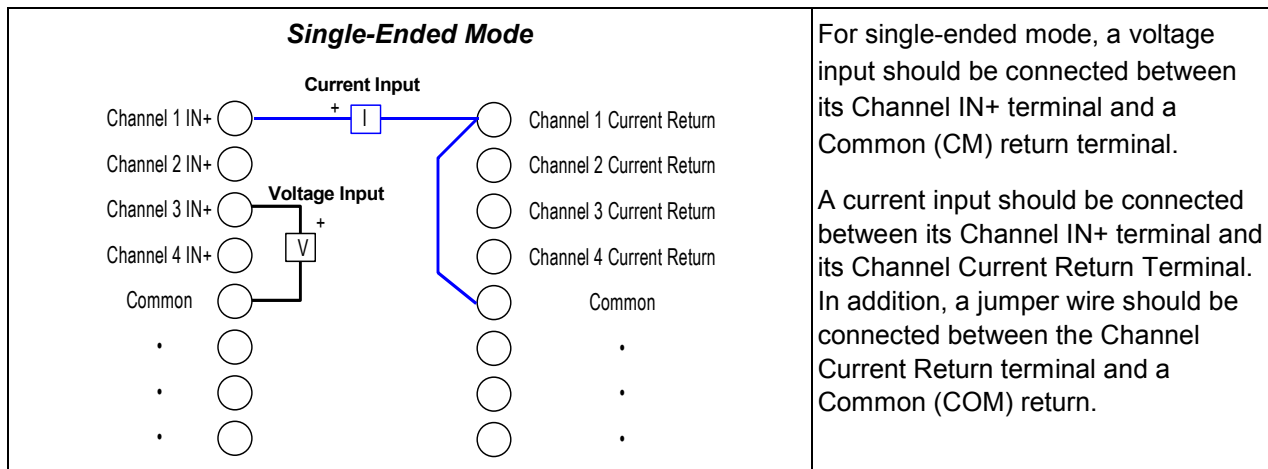 Single-Ended Mode
Current Input
+
I
Channel 1 IN+
Channel 1 Current Return
Channel 2 IN+
Channel 2 Current Return
Voltage Input
Channel 3 IN+
Channel 3 Current Return
+
V
Channel 4 IN+
Channel 4 Current Return
Common
Common
•
•
•
•
•
•
For single-ended mode, a voltage
input should be connected between
its Channel IN+ terminal and a
Common (CM) return terminal.
A current input should be connected
between its Channel IN+ terminal and
its Channel Current Return Terminal.
In addition, a jumper wire should be
connected between the Channel
Current Return terminal and a
Common (COM) return.